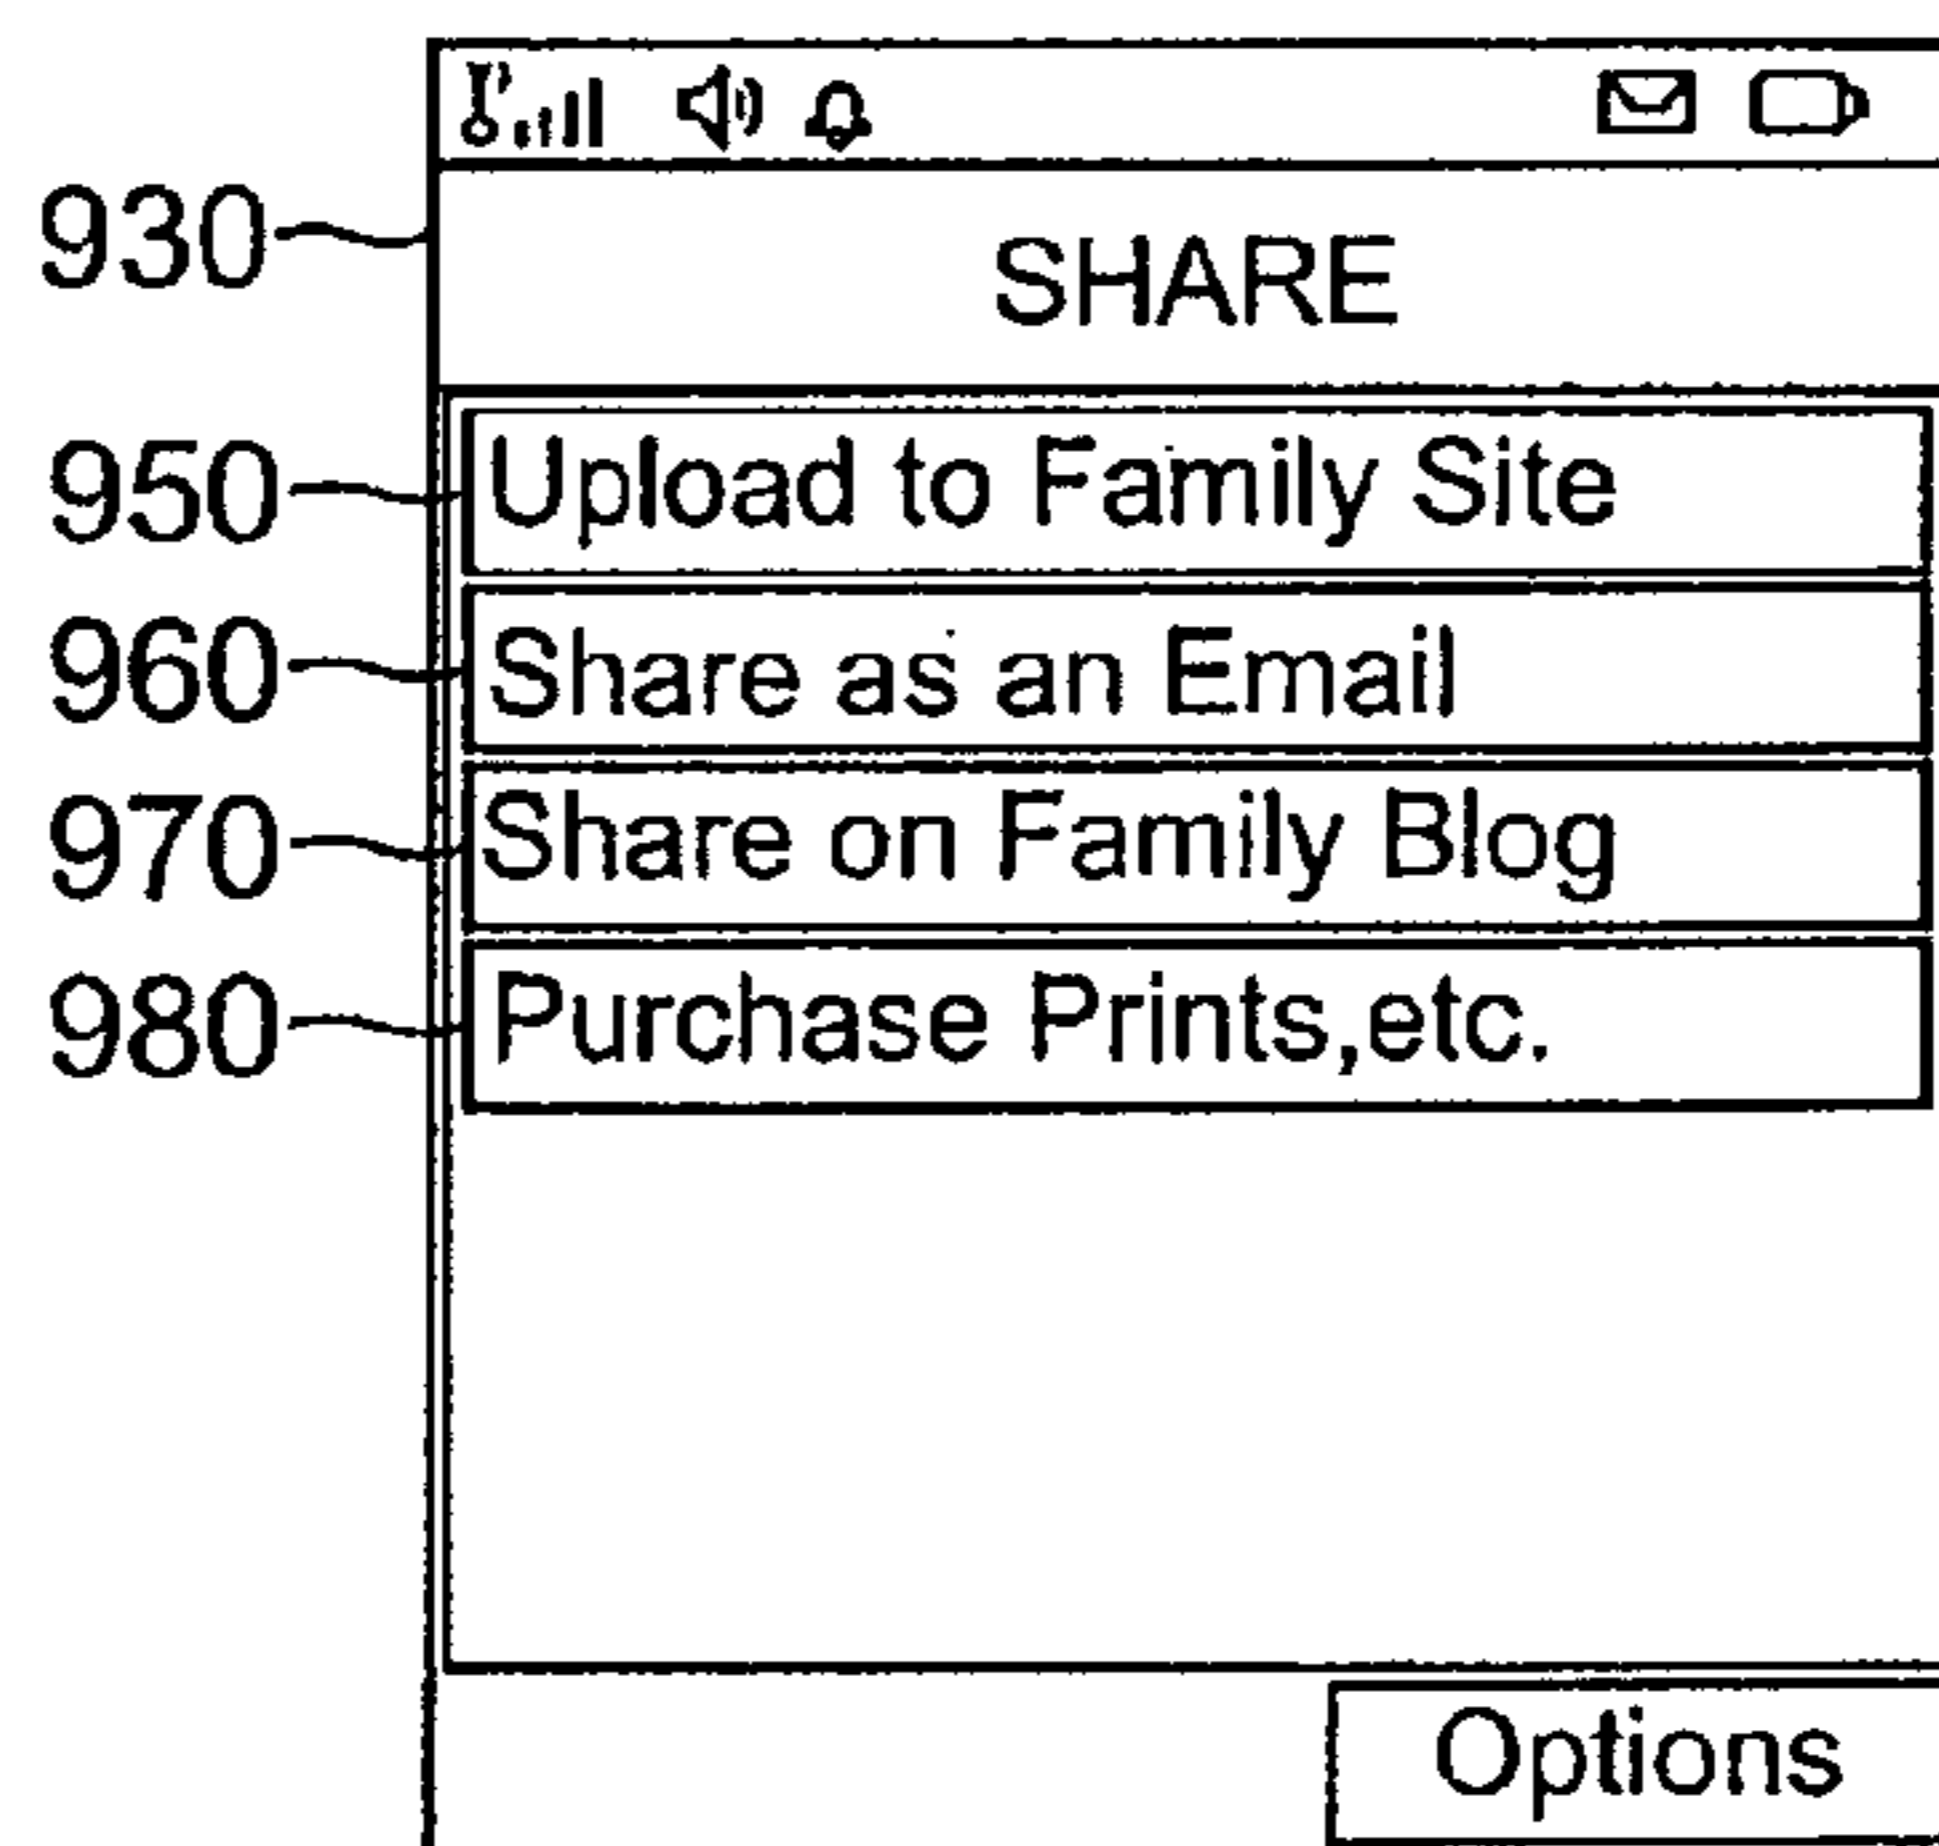 930
SHARE
950 Upload to Family Site
960 Share as an Email
970 Share on Family Blog
980 Purchase Prints,etc.
Options